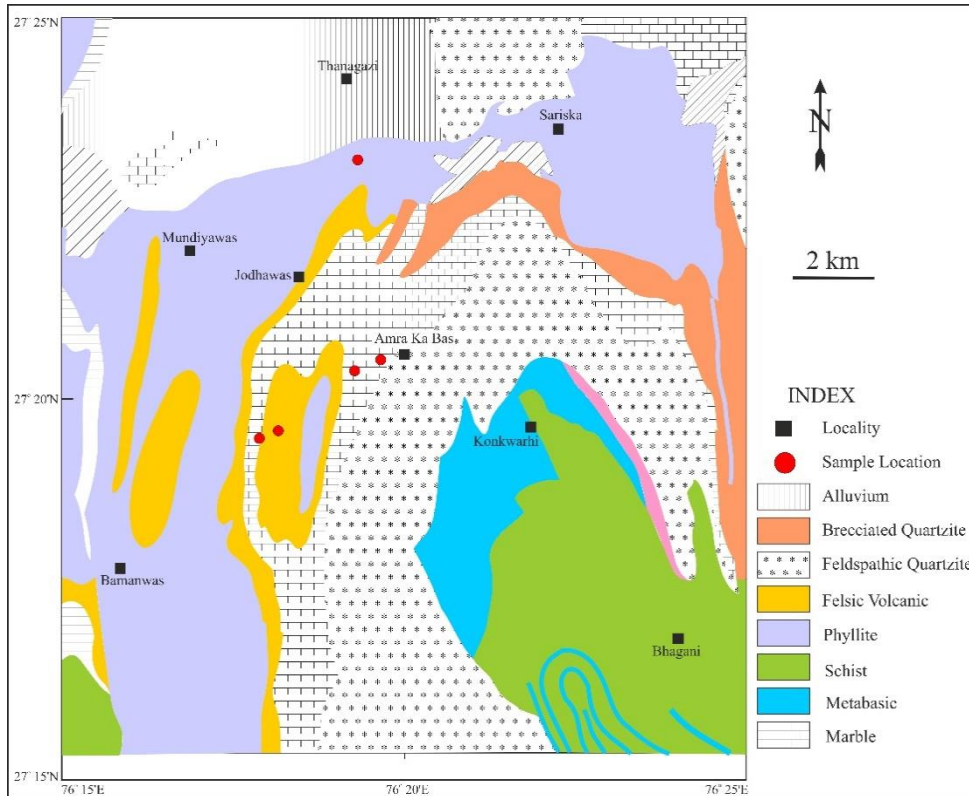 27° 25'N
Thanagazi
Sariska
N
Mundiyawas
2 km
Jodhawas
Amra Ka Bas
27° 20'N
INDEX
Konkwarhi
Locality
Sample Location
Alluvium
Brecciated Quartzite
Feldspathic Quartzite
Bamanwas
Felsic Volcanic
Phyllite
Bhagani
Schist
Metabasic
Marble
27° 15'N
76° 15'E
76° 20'E
76° 25'E